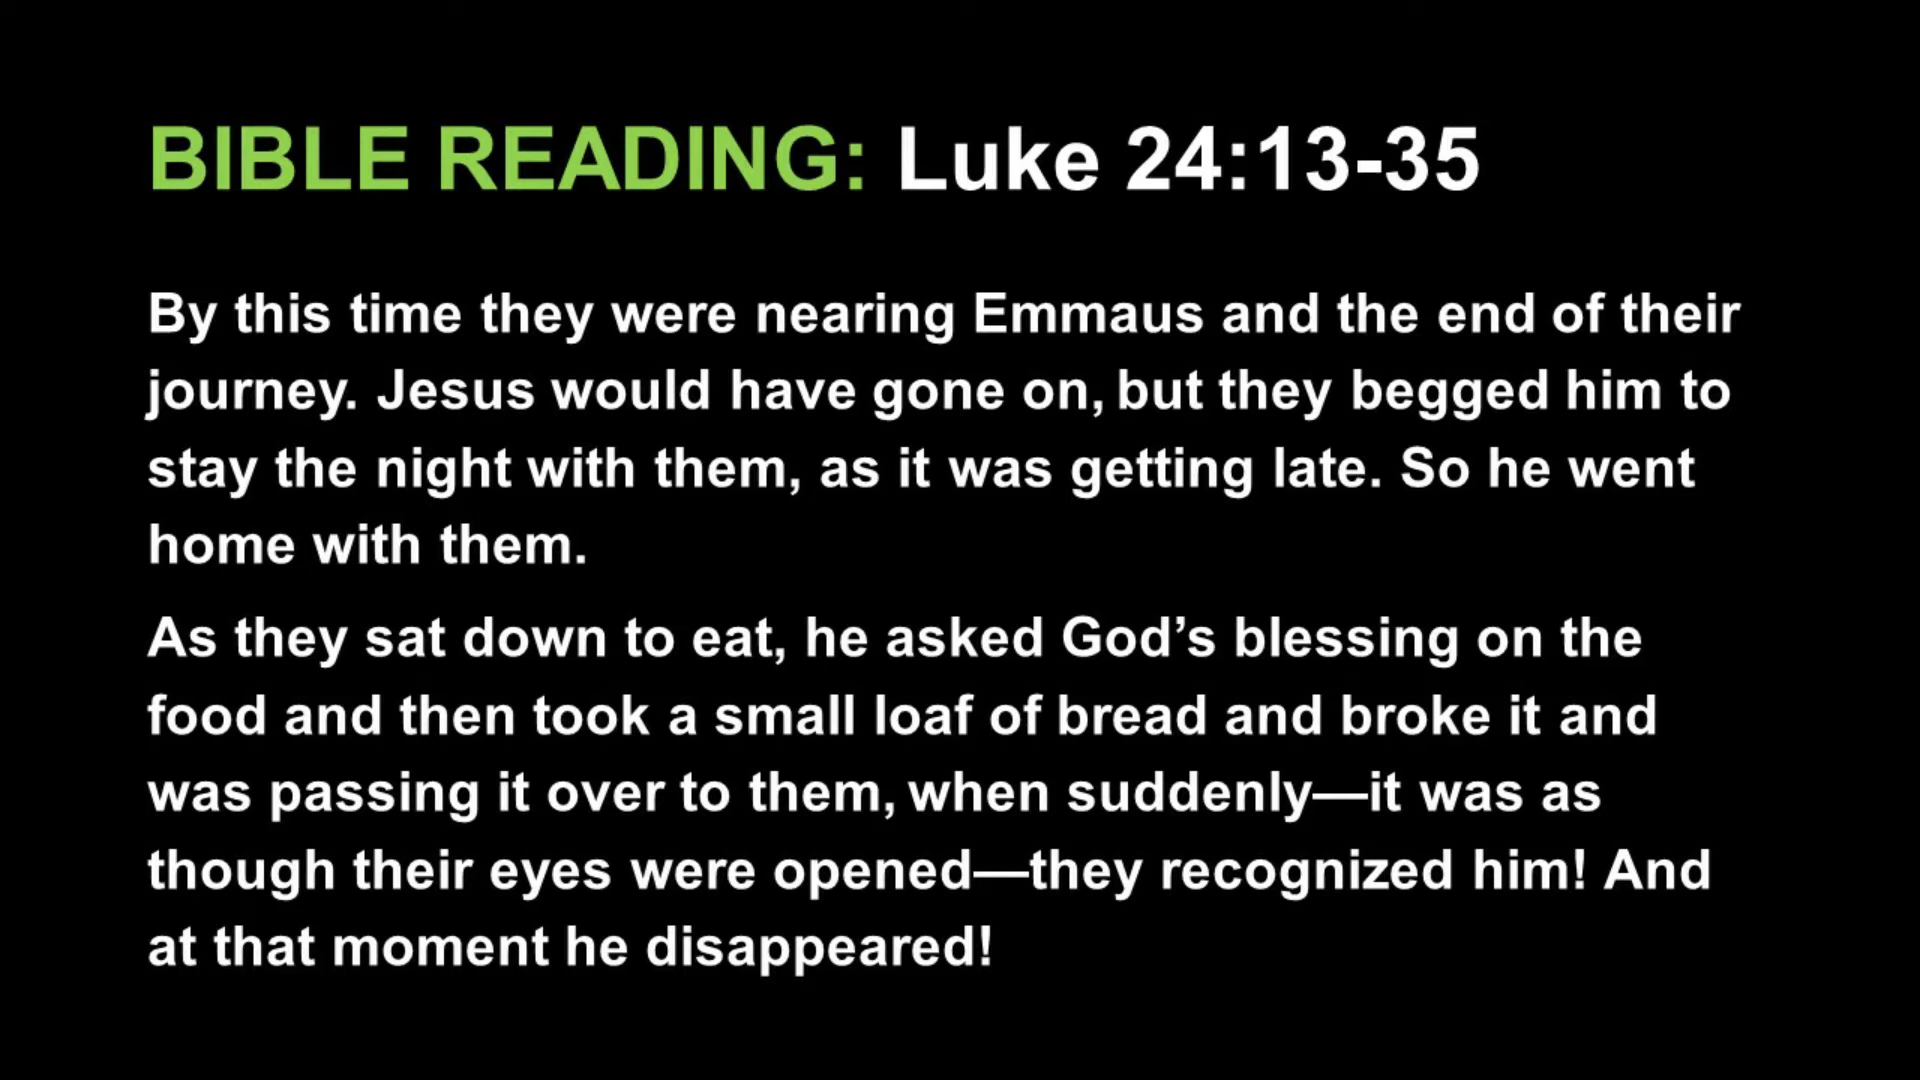 BIBLE READING: Luke 24:13-35
By this time they were nearing Emmaus and the end of their
journey. Jesus would have gone on, but they begged him to
stay the night with them, as it was getting late. So he went
home with them.
As they sat down to eat, he asked God’s blessing on the
food and then took a small loaf of bread and broke it and
was passing it over to them, when suddenly—it was as
though their eyes were opened—they recognized him! And
at that moment he disappeared!